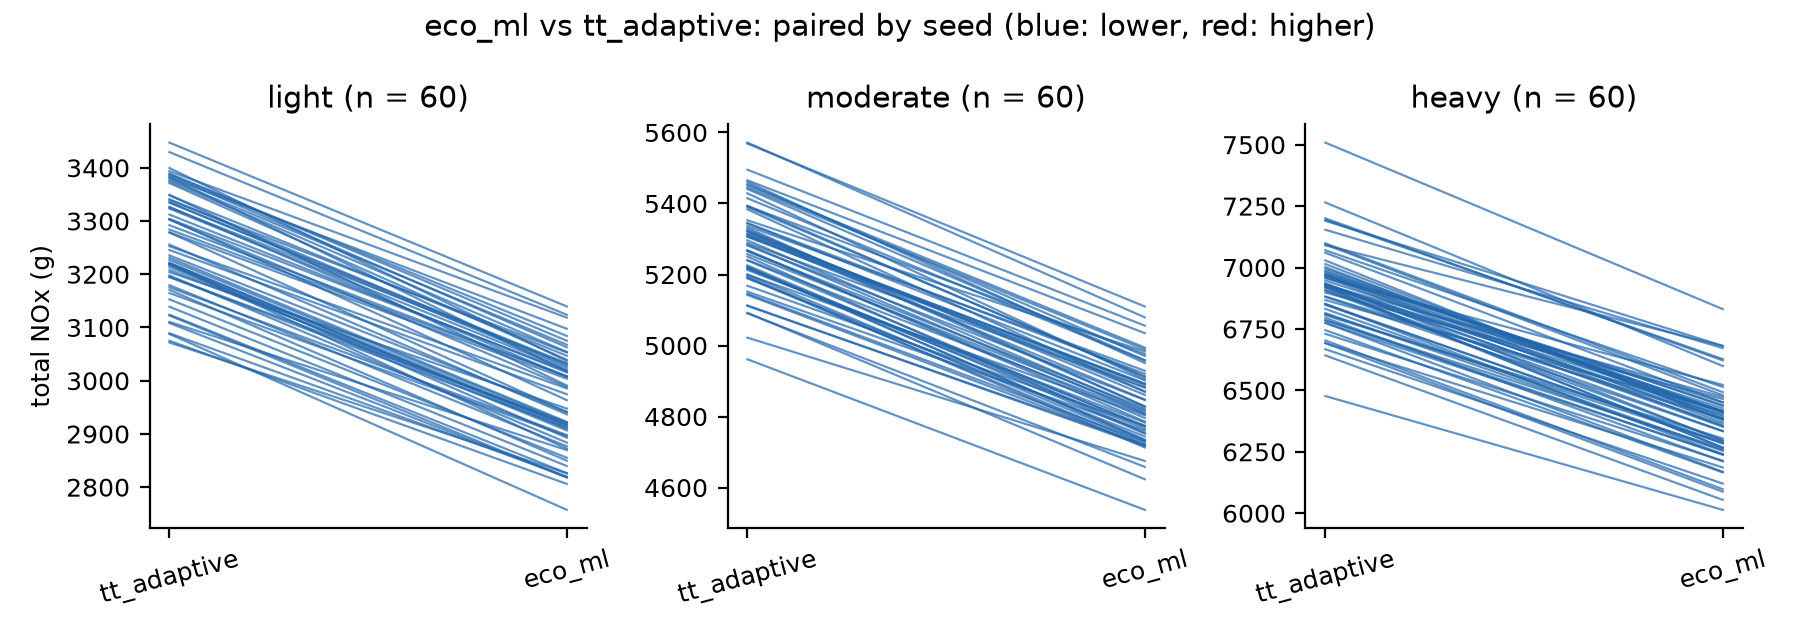 eco_ml vs tt_adaptive: paired by seed (blue: lower, red: higher)
light (n = 60)
moderate (n = 60)
heavy (n = 60)
total NOx (g)
3400
3300
3200
3100
3000
2900
2800
tt_adaptive
eco_ml
5600
5400
5200
5000
4800
4600
tt_adaptive
eco_ml
7500
7250
7000
6750
6500
6250
6000
tt_adaptive
eco_ml